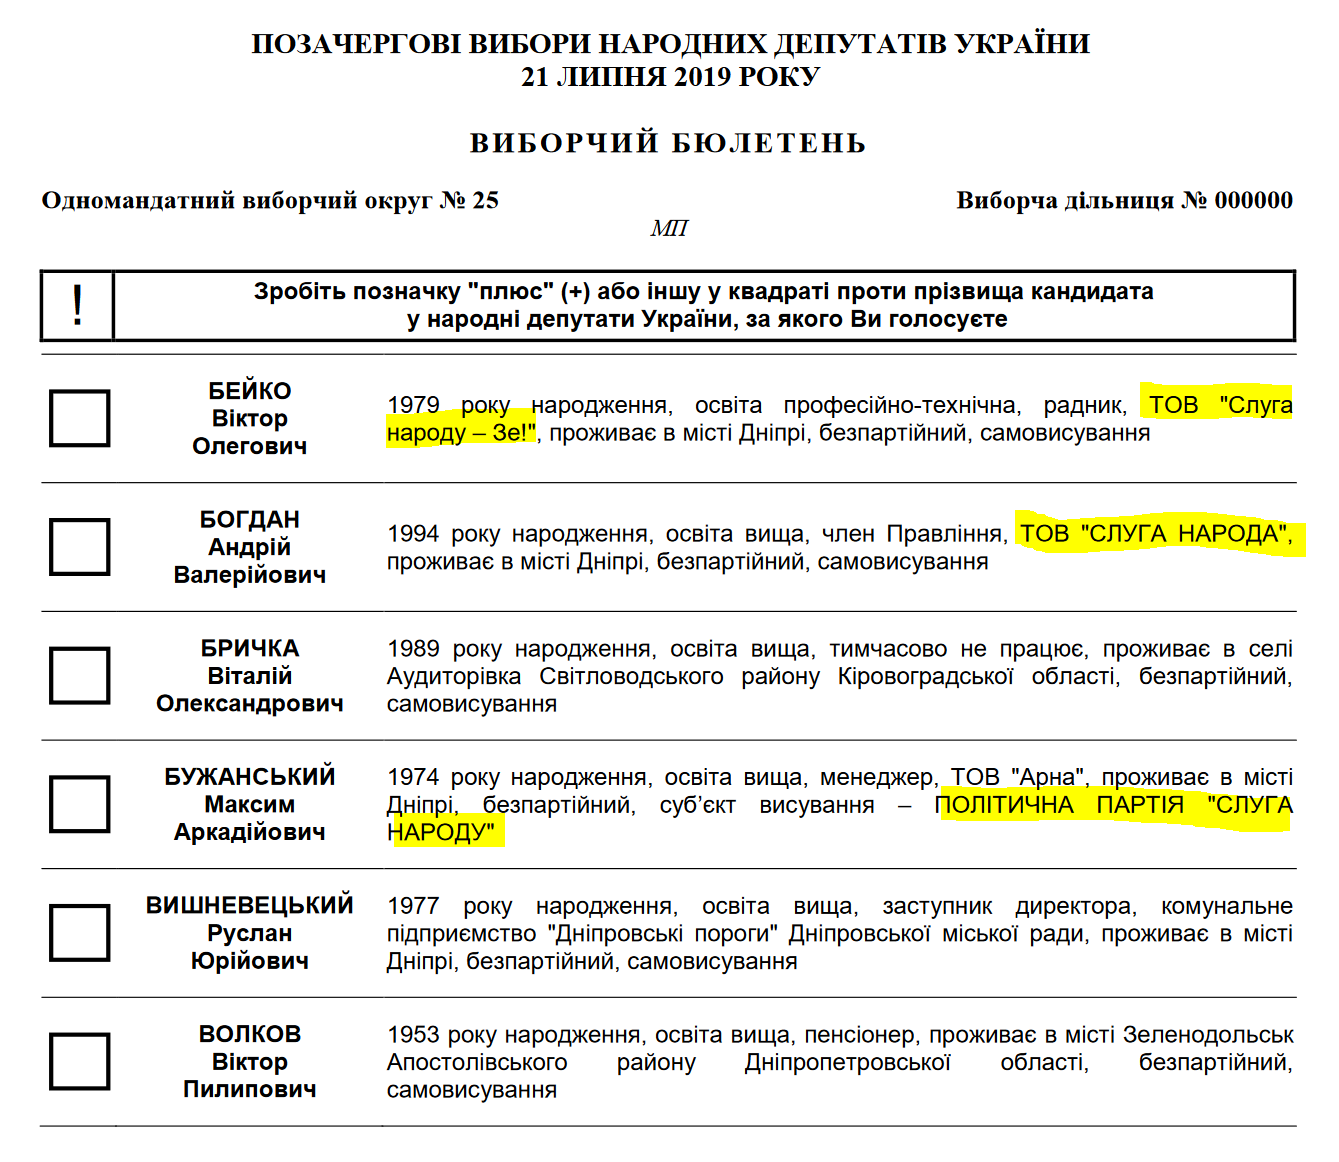 ПОЗАЧЕРГОВІ ВИБОРИ НАРОДНИХ ДЕПУТАТІВ УКРАЇНИ
21 ЛИПНЯ 2019 РОКУ
ВИБОРЧИЙ БЮЛЕТЕНЬ
Одномандатний виборчий округ № 25
Виборча дільниця № 000000
МП
!
Зробіть позначку "плюс" (+) або іншу у квадраті проти прізвища кандидата
у народні депутати України, за якого Ви голосуєте
БЕЙКО
Віктор
Олегович
1979 року народження, освіта професійно-технічна, радник, ТОВ "Слуга
народу – Зе!", проживає в місті Дніпрі, безпартійний, самовисування
БОГДАН
Андрій
Валерійович
1994 року народження, освіта вища, член Правління, ТОВ "СЛУГА НАРОДА",
проживає в місті Дніпрі, безпартійний, самовисування
БРИЧКА
Віталій
Олександрович
1989 року народження, освіта вища, тимчасово не працює, проживає в селі
Аудиторівка Світловодського району Кіровоградської області, безпартійний,
самовисування
БУЖАНСЬКИЙ
Максим
Аркадійович
1974 року народження, освіта вища, менеджер, ТОВ "Арна", проживає в місті
Дніпрі, безпартійний, суб’єкт висування – ПОЛІТИЧНА ПАРТІЯ "СЛУГА
НАРОДУ"
ВИШНЕВЕЦЬКИЙ
Руслан
Юрійович
1977 року народження, освіта вища, заступник директора, комунальне
підприємство "Дніпровські пороги" Дніпровської міської ради, проживає в місті
Дніпрі, безпартійний, самовисування
ВОЛКОВ
Віктор
Пилипович
1953 року народження, освіта вища, пенсіонер, проживає в місті Зеленодольськ
Апостолівського району Дніпропетровської області, безпартійний,
самовисування